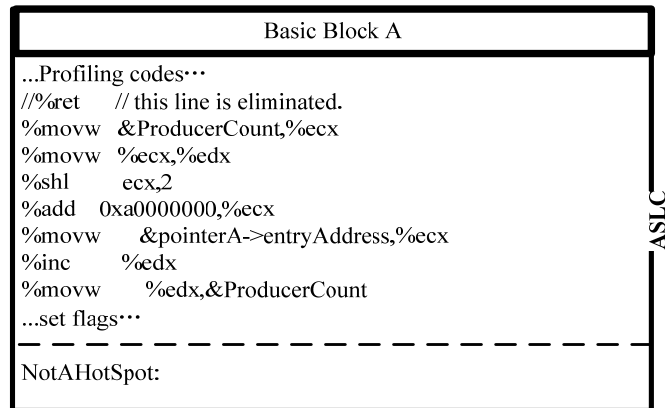 Basic Block A
...Profiling codes···
//%ret // this line is eliminated.
%movw &ProducerCount,%ecx
%movw %ecx,%edx
%shl ecx,2
%add 0xa0000000,%ecx
%movw &pointerA->entryAddress,%ecx
%inc %edx
%movw %edx,&ProducerCount
...set flags···
NotAHotSpot:
ASLC